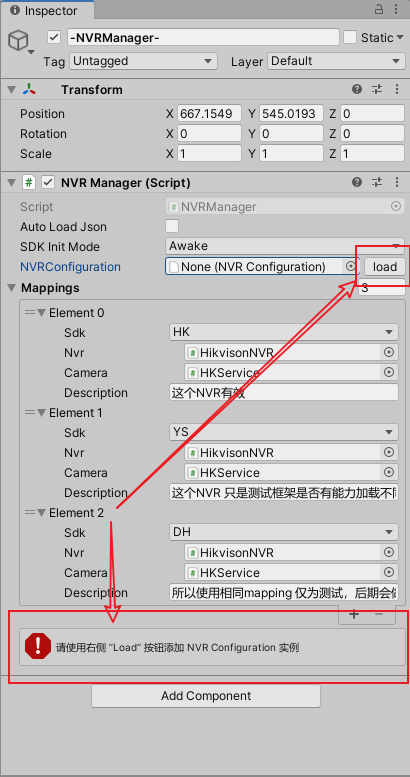 Inspector
-NVRManager-
Static
Tag Untagged Layer Default
Transform
Position X 667.1549 Y 545.0193 Z 0
Rotation X 0 Y 0 Z 0
Scale X 1 Y 1 Z 1
NVR Manager (Script)
Script NVRManager
Auto Load Json
SDK Init Mode Awake
NVRConfiguration None (NVR Configuration) load
Mappings 3
Element 0
Sdk HK
Nvr HikvisonNVR
Camera HKService
Description 这个NVR有效
Element 1
Sdk YS
Nvr HikvisonNVR
Camera HKService
Description 这个NVR 只是测试框架是否有能力加载不
Element 2
Sdk DH
Nvr HikvisonNVR
Camera HKService
Description 所以使用相同mapping 仅为测试，后期会
+ −
请使用右侧 “Load” 按钮添加 NVR Configuration 实例
Add Component